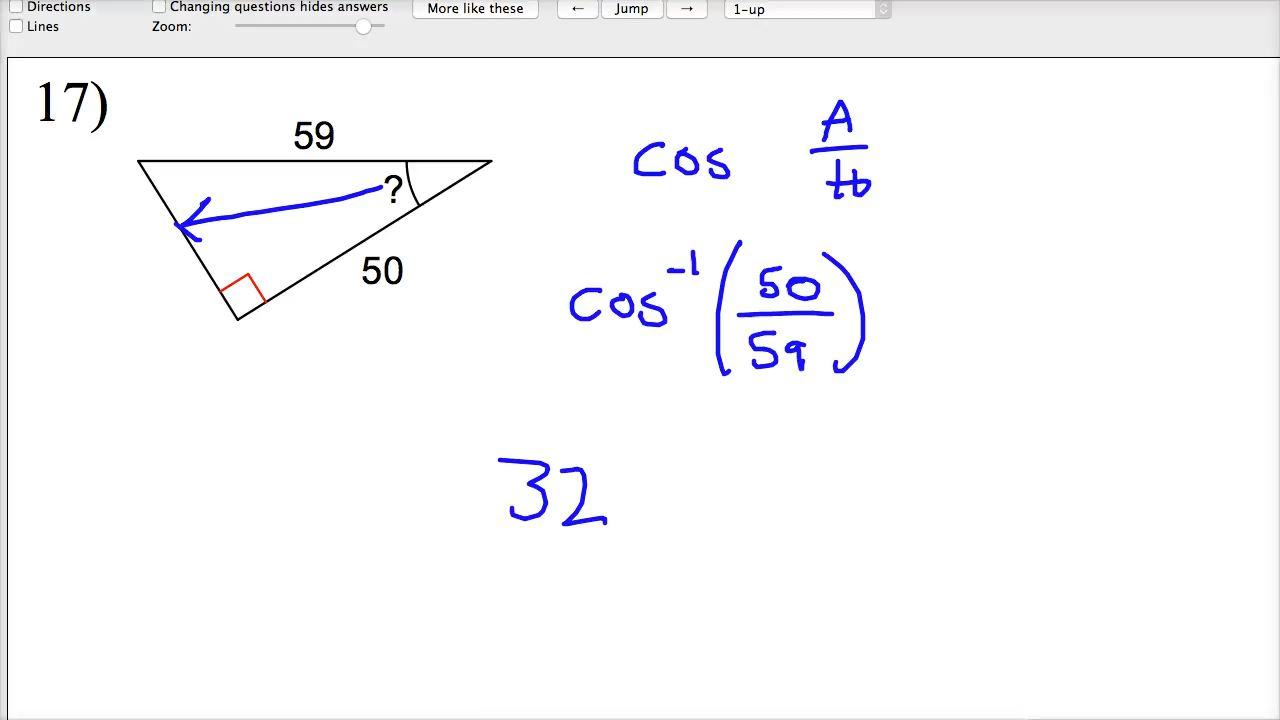 Directions
Changing questions hides answers
More like these
←
Jump
→
1-up
Lines
Zoom:
17)
59
?
50
cos A/H
cos⁻¹(50/59)
32